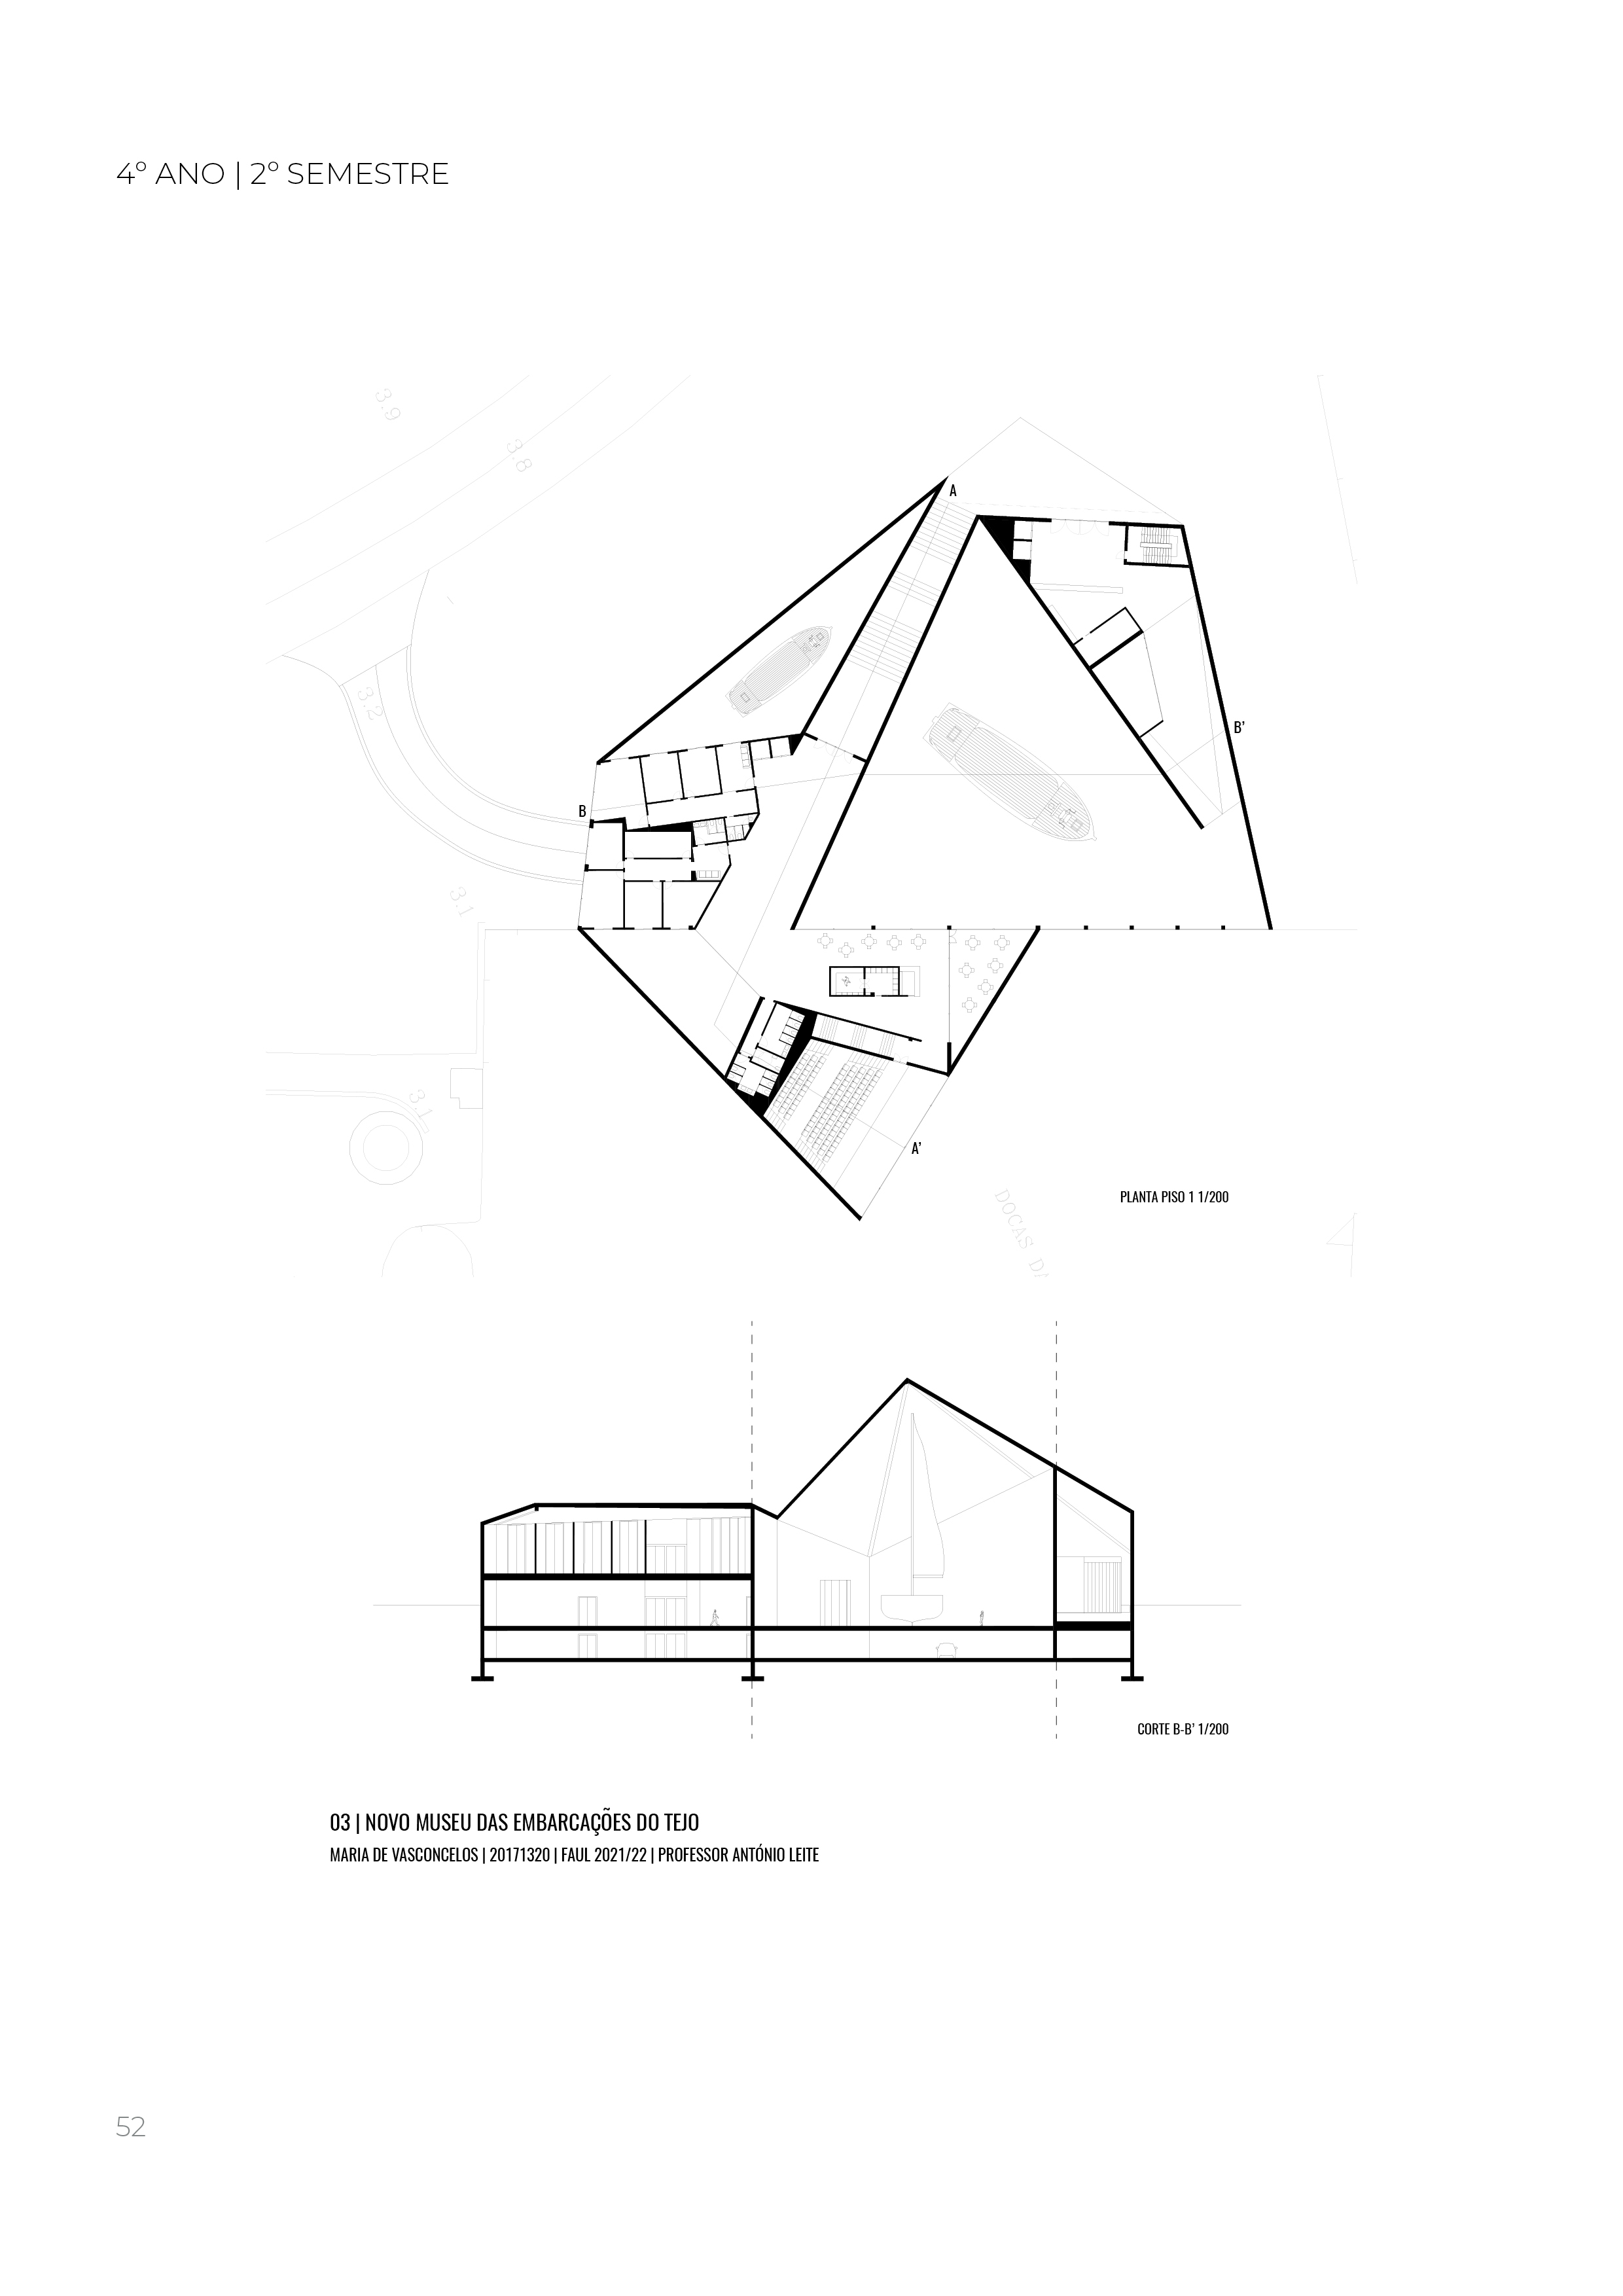 4º ANO | 2º SEMESTRE
3.9
3.8
A
3.2
B'
B
3.1
3.1
A'
PLANTA PISO 1 1/200
DOCAS
CORTE B-B' 1/200
03 | NOVO MUSEU DAS EMBARCAÇÕES DO TEJO
MARIA DE VASCONCELOS | 20171320 | FAUL 2021/22 | PROFESSOR ANTÓNIO LEITE
52